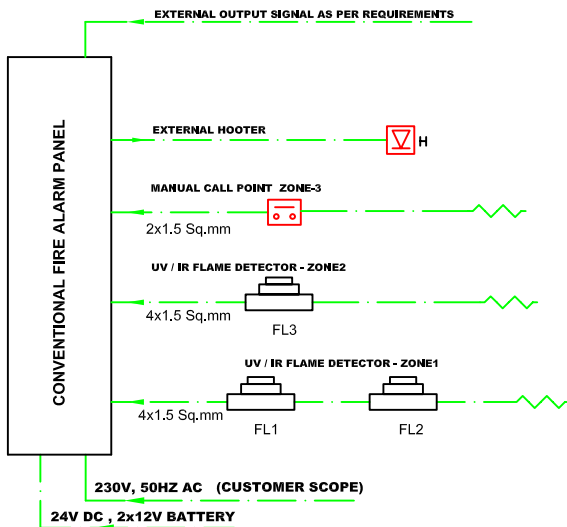 EXTERNAL OUTPUT SIGNAL AS PER REQUIREMENTS
CONVENTIONAL FIRE ALARM PANEL
EXTERNAL HOOTER
H
MANUAL CALL POINT ZONE-3
2x1.5 Sq.mm
UV / IR FLAME DETECTOR - ZONE2
4x1.5 Sq.mm
FL3
UV / IR FLAME DETECTOR - ZONE1
4x1.5 Sq.mm
FL1
FL2
230V, 50HZ AC (CUSTOMER SCOPE)
24V DC , 2x12V BATTERY